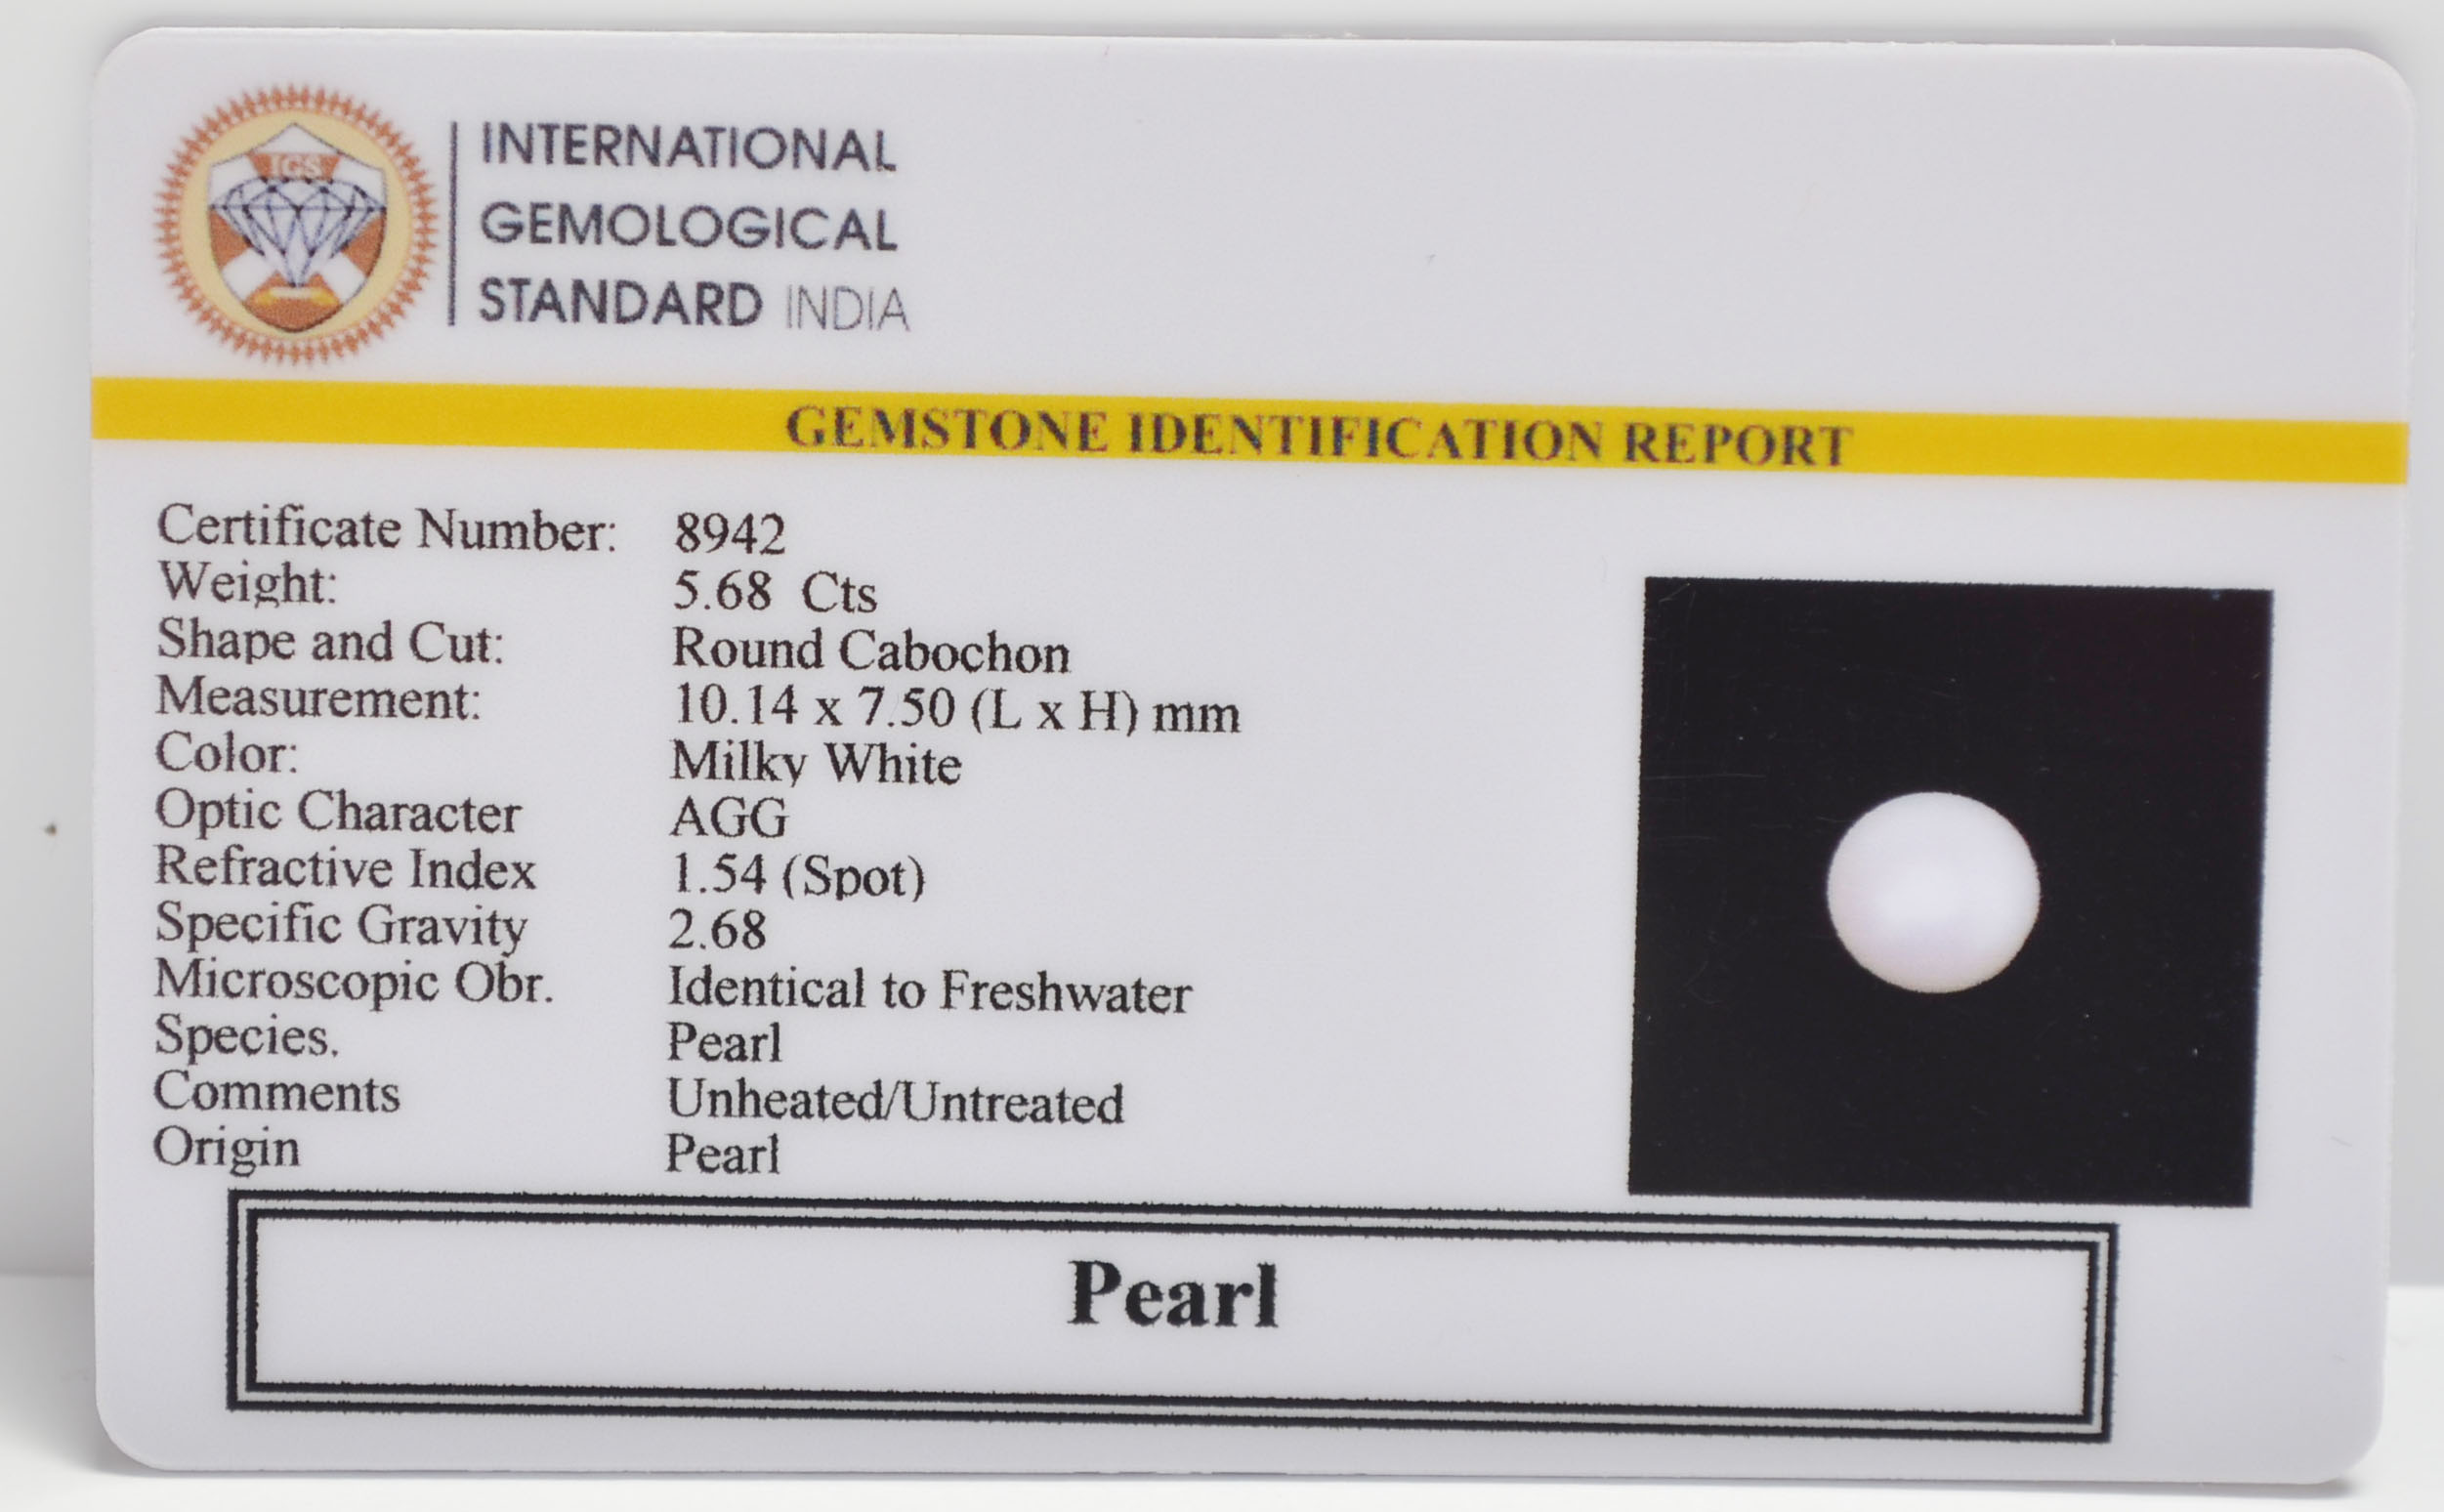 IGS
INTERNATIONAL
GEMOLOGICAL
STANDARD INDIA
GEMSTONE IDENTIFICATION REPORT
Certificate Number: 8942
Weight: 5.68 Cts
Shape and Cut: Round Cabochon
Measurement: 10.14 x 7.50 (L x H) mm
Color: Milky White
Optic Character AGG
Refractive Index 1.54 (Spot)
Specific Gravity 2.68
Microscopic Obr. Identical to Freshwater
Species. Pearl
Comments Unheated/Untreated
Origin Pearl
Pearl